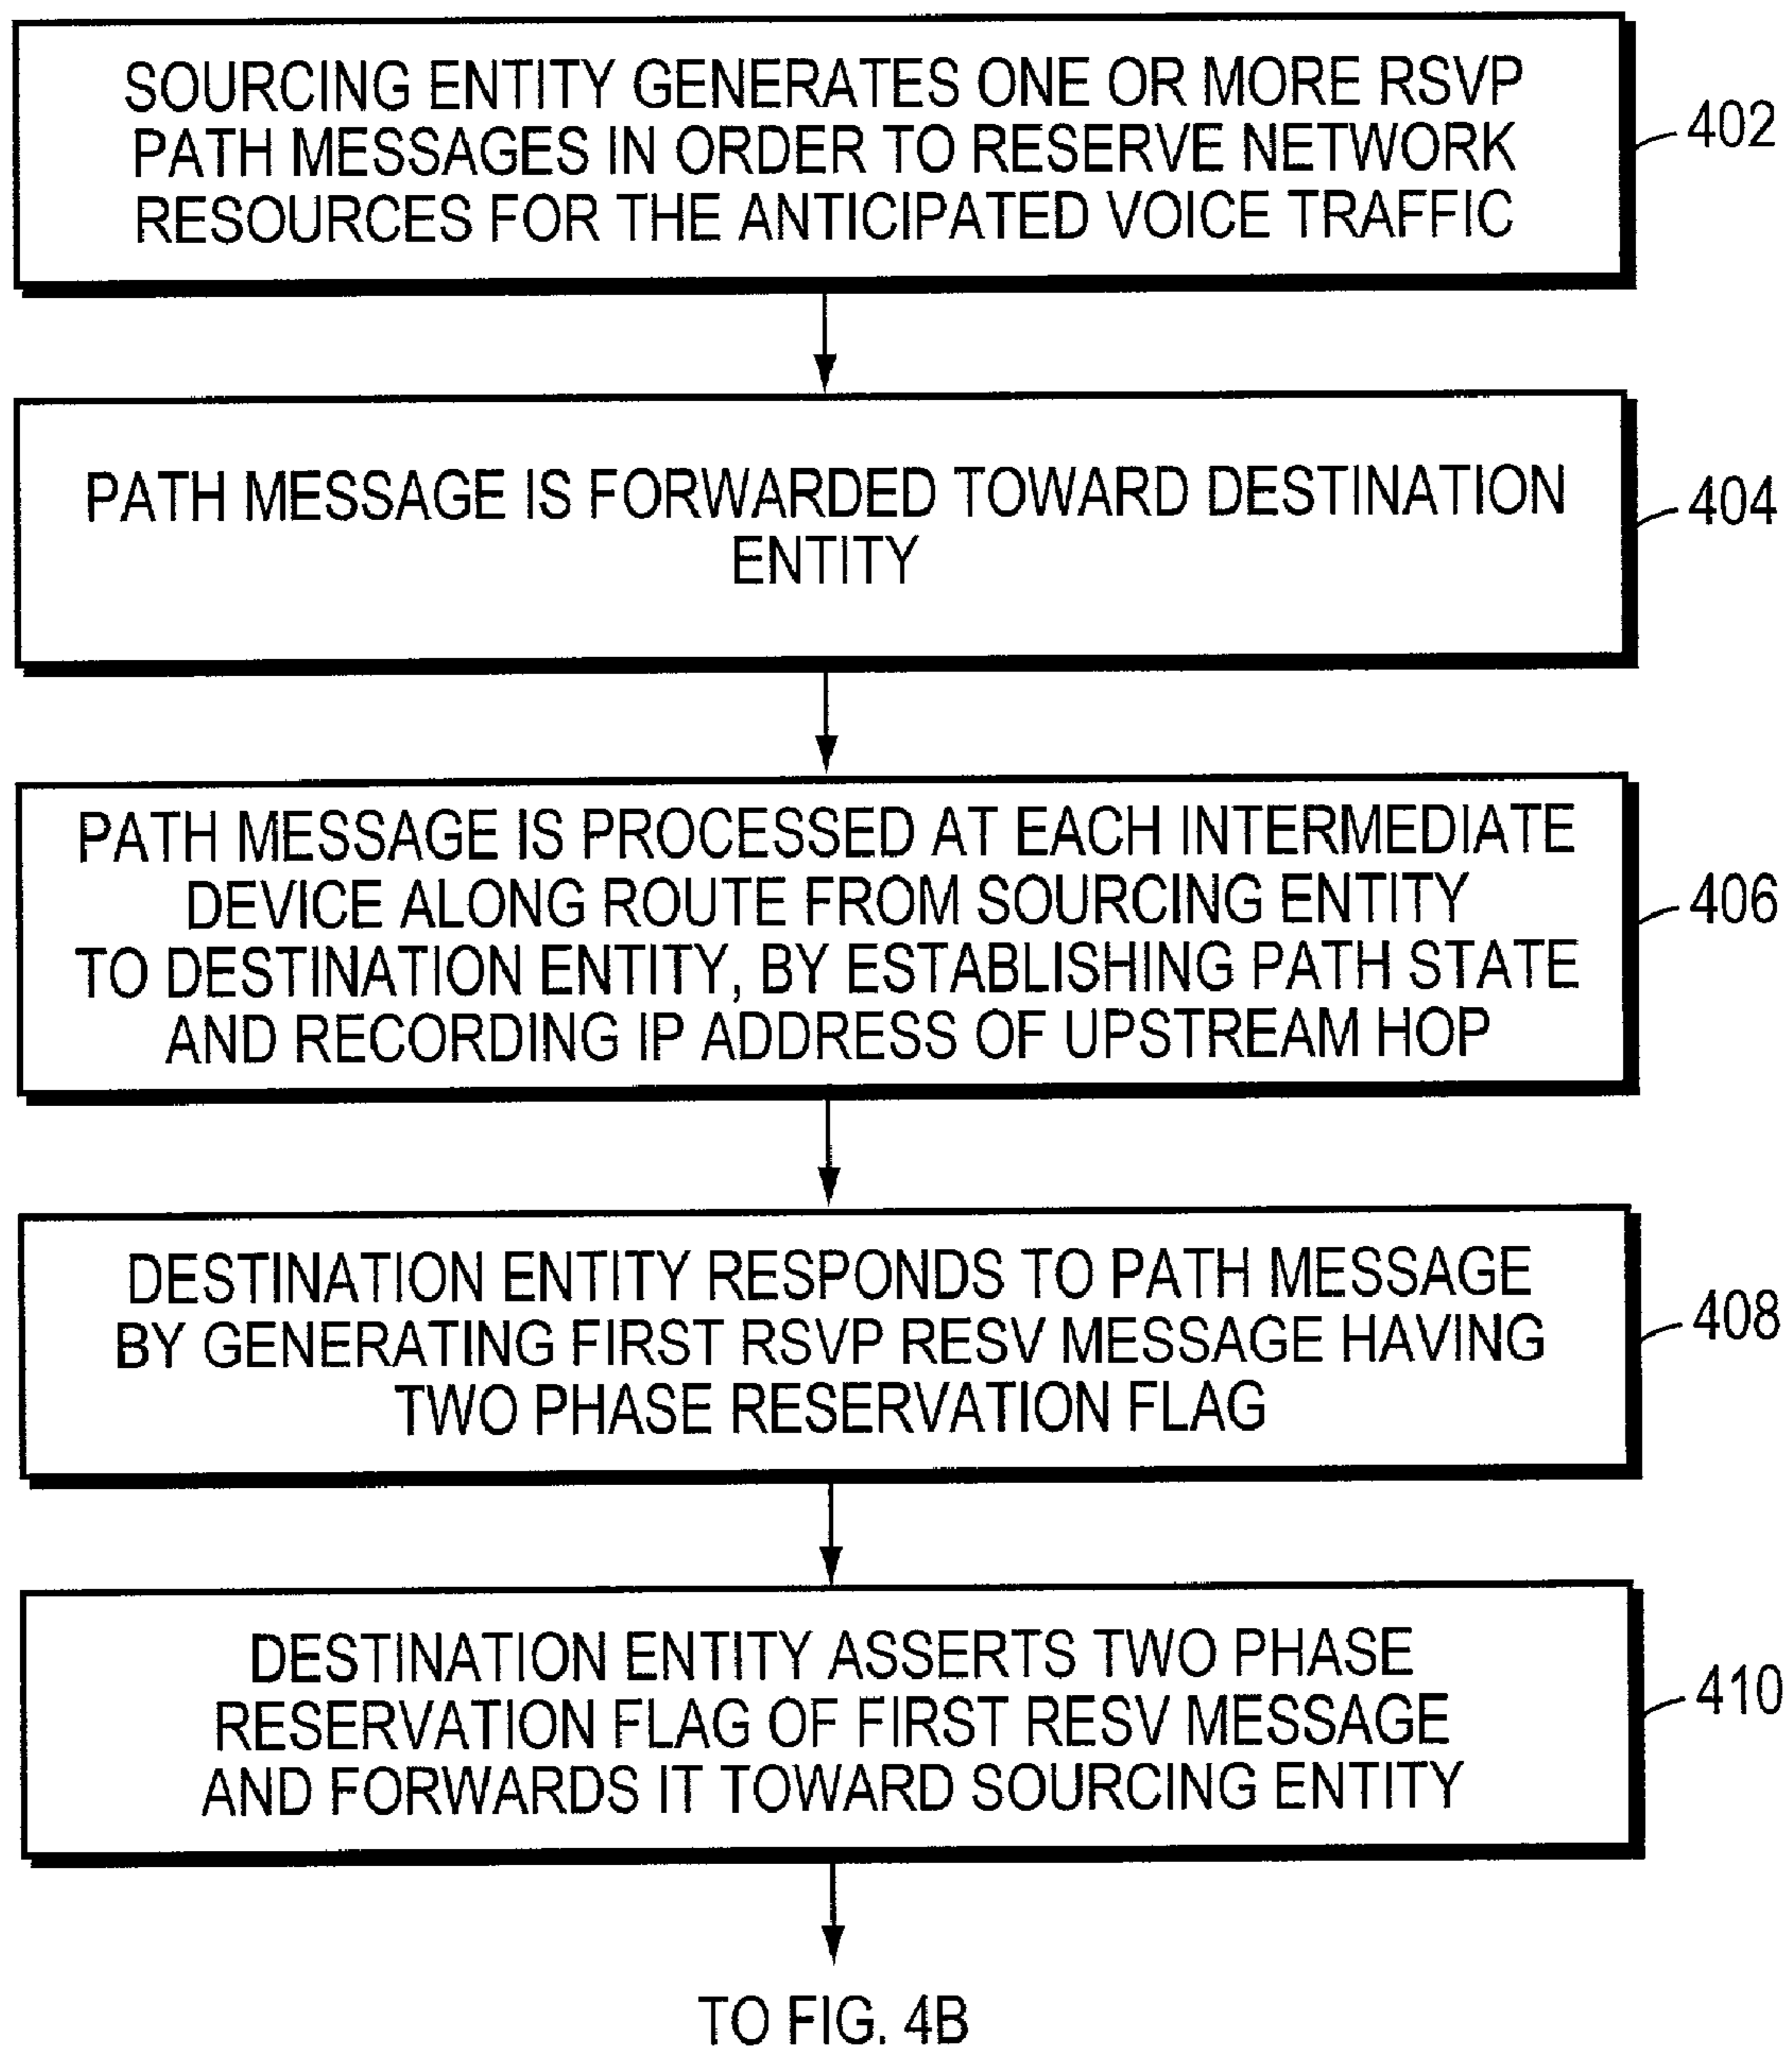 SOURCING ENTITY GENERATES ONE OR MORE RSVP
PATH MESSAGES IN ORDER TO RESERVE NETWORK
RESOURCES FOR THE ANTICIPATED VOICE TRAFFIC
402
PATH MESSAGE IS FORWARDED TOWARD DESTINATION
ENTITY
404
PATH MESSAGE IS PROCESSED AT EACH INTERMEDIATE
DEVICE ALONG ROUTE FROM SOURCING ENTITY
TO DESTINATION ENTITY, BY ESTABLISHING PATH STATE
AND RECORDING IP ADDRESS OF UPSTREAM HOP
406
DESTINATION ENTITY RESPONDS TO PATH MESSAGE
BY GENERATING FIRST RSVP RESV MESSAGE HAVING
TWO PHASE RESERVATION FLAG
408
DESTINATION ENTITY ASSERTS TWO PHASE
RESERVATION FLAG OF FIRST RESV MESSAGE
AND FORWARDS IT TOWARD SOURCING ENTITY
410
TO FIG. 4B